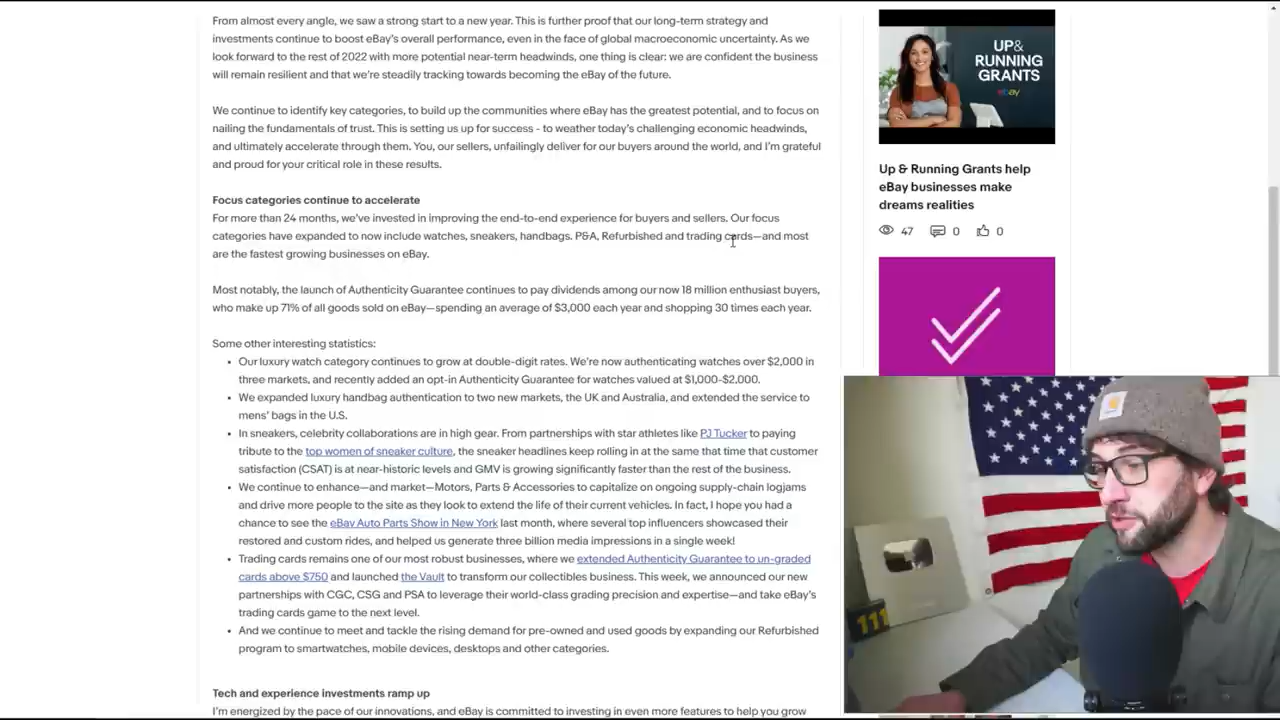 From almost every angle, we saw a strong start to a new year. This is further proof that our long-term strategy and
investments continue to boost eBay's overall performance, even in the face of global macroeconomic uncertainty. As we
look forward to the rest of 2022 with more potential near-term headwinds, one thing is clear: we are confident the business
will remain resilient and that we're steadily tracking towards becoming the eBay of the future.
We continue to identify key categories, to build up the communities where eBay has the greatest potential, and to focus on
nailing the fundamentals of trust. This is setting us up for success - to weather today's challenging economic headwinds,
and ultimately accelerate through them. You, our sellers, unfailingly deliver for our buyers around the world, and I'm grateful
and proud for your critical role in these results.
Focus categories continue to accelerate
For more than 24 months, we've invested in improving the end-to-end experience for buyers and sellers. Our focus
categories have expanded to now include watches, sneakers, handbags. P&A, Refurbished and trading cards—and most
are the fastest growing businesses on eBay.
Most notably, the launch of Authenticity Guarantee continues to pay dividends among our now 18 million enthusiast buyers,
who make up 71% of all goods sold on eBay—spending an average of $3,000 each year and shopping 30 times each year.
Some other interesting statistics:
• Our luxury watch category continues to grow at double-digit rates. We're now authenticating watches over $2,000 in
three markets, and recently added an opt-in Authenticity Guarantee for watches valued at $1,000-$2,000.
• We expanded luxury handbag authentication to two new markets, the UK and Australia, and extended the service to
mens' bags in the U.S.
• In sneakers, celebrity collaborations are in high gear. From partnerships with star athletes like PJ Tucker to paying
tribute to the top women of sneaker culture, the sneaker headlines keep rolling in at the same that time that customer
satisfaction (CSAT) is at near-historic levels and GMV is growing significantly faster than the rest of the business.
• We continue to enhance—and market—Motors, Parts & Accessories to capitalize on ongoing supply-chain logjams
and drive more people to the site as they look to extend the life of their current vehicles. In fact, I hope you had a
chance to see the eBay Auto Parts Show in New York last month, where several top influencers showcased their
restored and custom rides, and helped us generate three billion media impressions in a single week!
• Trading cards remains one of our most robust businesses, where we extended Authenticity Guarantee to un-graded
cards above $750 and launched the Vault to transform our collectibles business. This week, we announced our new
partnerships with CGC, CSG and PSA to leverage their world-class grading precision and expertise—and take eBay's
trading cards game to the next level.
• And we continue to meet and tackle the rising demand for pre-owned and used goods by expanding our Refurbished
program to smartwatches, mobile devices, desktops and other categories.
Tech and experience investments ramp up
I'm energized by the pace of our innovations, and eBay is committed to investing in even more features to help you grow
UP&
RUNNING
GRANTS
ebay
Up & Running Grants help
eBay businesses make
dreams realities
47 0 0
111